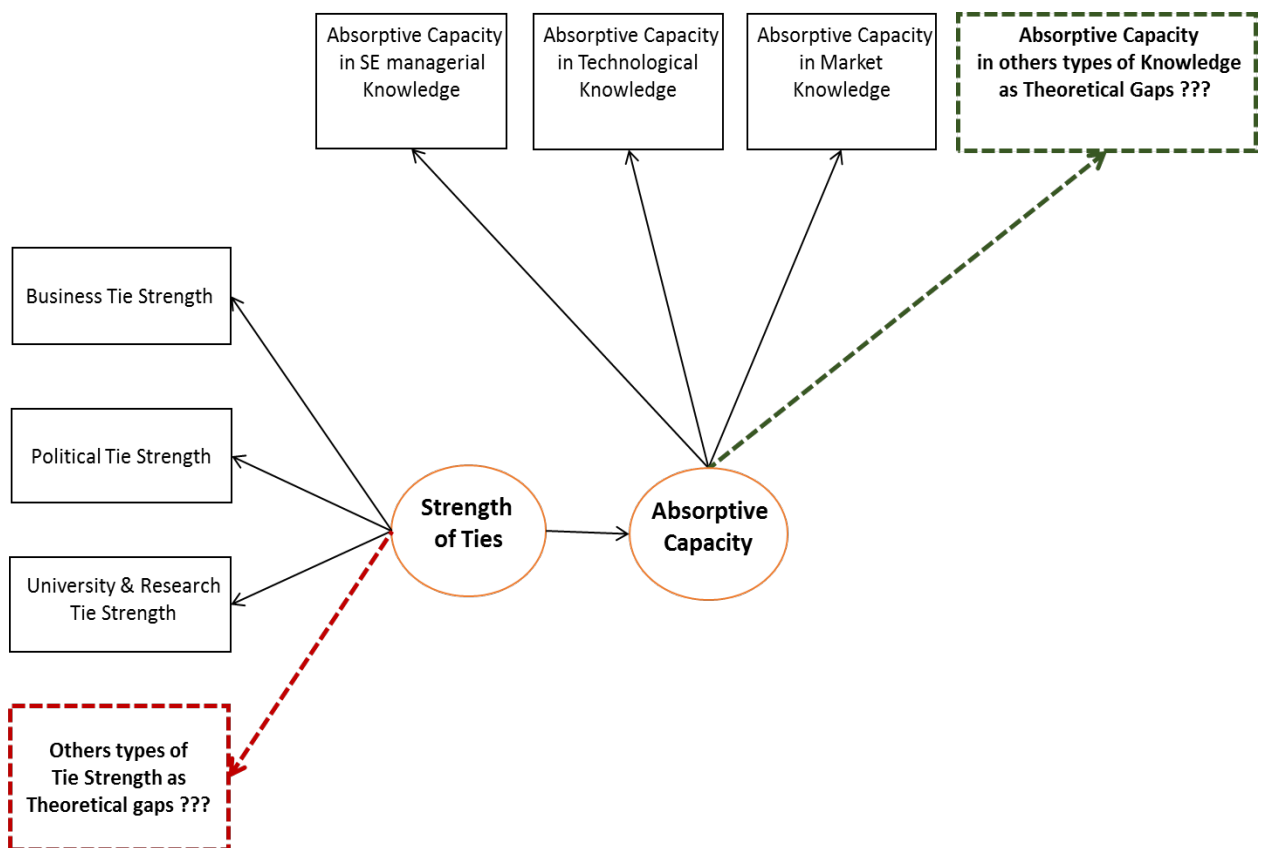 Absorptive Capacity
in SE managerial
Knowledge
Absorptive Capacity
in Technological
Knowledge
Absorptive Capacity
in Market
Knowledge
Absorptive Capacity
in others types of Knowledge
as Theoretical Gaps ???
Business Tie Strength
Political Tie Strength
University & Research
Tie Strength
Others types of
Tie Strength as
Theoretical gaps ???
Strength
of Ties
Absorptive
Capacity